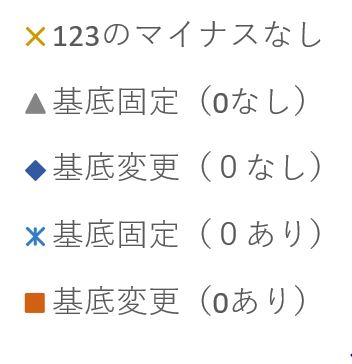 123のマイナスなし
基底固定（0なし）
基底変更（０なし）
基底固定（０あり）
基底変更（0あり）